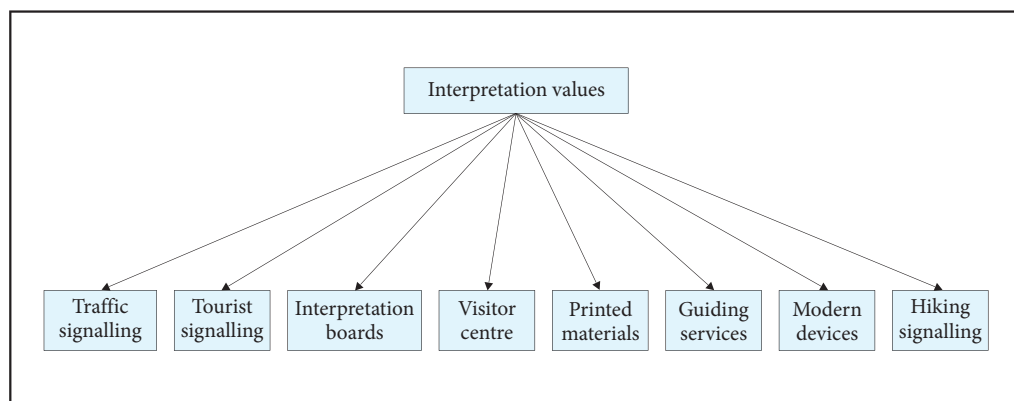 Interpretation values
Traffic
signalling
Tourist
signalling
Interpretation
boards
Visitor
centre
Printed
materials
Guiding
services
Modern
devices
Hiking
signalling